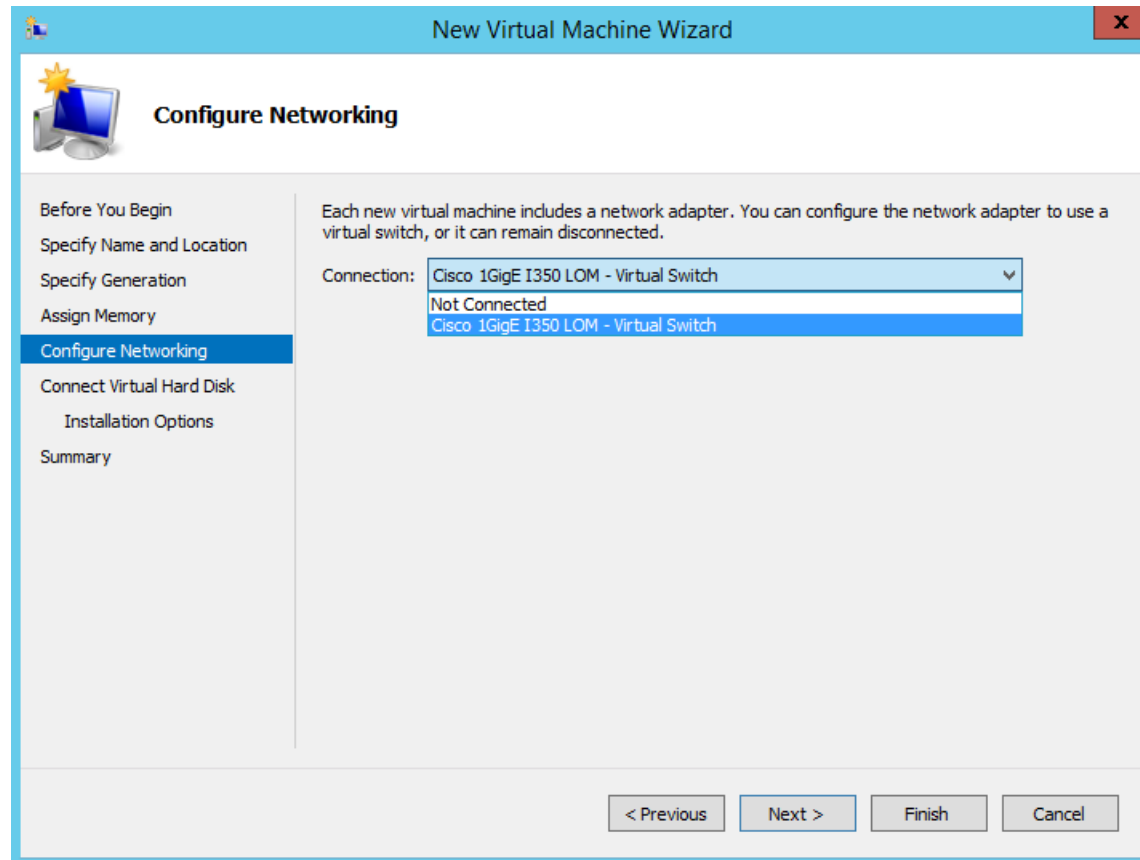 New Virtual Machine Wizard
x
Configure Networking
Before You Begin
Specify Name and Location
Specify Generation
Assign Memory
Configure Networking
Connect Virtual Hard Disk
Installation Options
Summary
Each new virtual machine includes a network adapter. You can configure the network adapter to use a
virtual switch, or it can remain disconnected.
Connection: Cisco 1GigE I350 LOM - Virtual Switch
Not Connected
Cisco 1GigE I350 LOM - Virtual Switch
< Previous Next > Finish Cancel